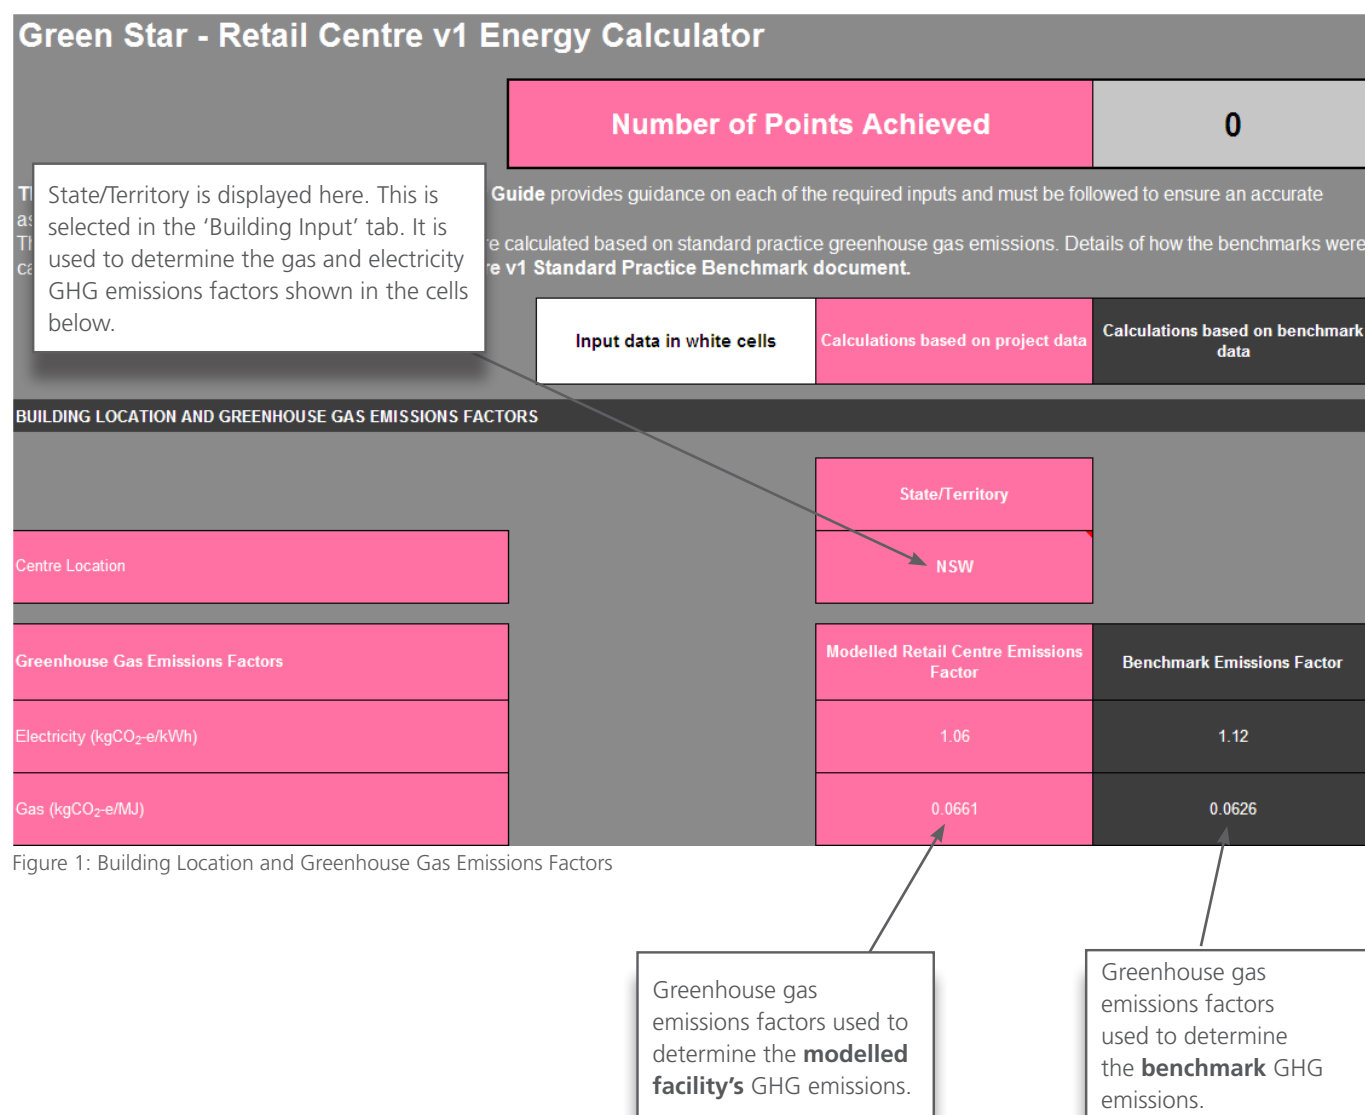 Green Star - Retail Centre v1 Energy Calculator
Number of Points Achieved
0
Guide provides guidance on each of the required inputs and must be followed to ensure an accurate
calculated based on standard practice greenhouse gas emissions. Details of how the benchmarks were
v1 Standard Practice Benchmark document.
State/Territory is displayed here. This is
selected in the ‘Building Input’ tab. It is
used to determine the gas and electricity
GHG emissions factors shown in the cells
below.
Input data in white cells
Calculations based on project data
Calculations based on benchmark
data
BUILDING LOCATION AND GREENHOUSE GAS EMISSIONS FACTORS
State/Territory
Centre Location
NSW
Greenhouse Gas Emissions Factors
Modelled Retail Centre Emissions
Factor
Benchmark Emissions Factor
Electricity (kgCO2-e/kWh)
1.06
1.12
Gas (kgCO2-e/MJ)
0.0661
0.0626
Figure 1: Building Location and Greenhouse Gas Emissions Factors
Greenhouse gas
emissions factors used to
determine the modelled
facility’s GHG emissions.
Greenhouse gas
emissions factors
used to determine
the benchmark GHG
emissions.